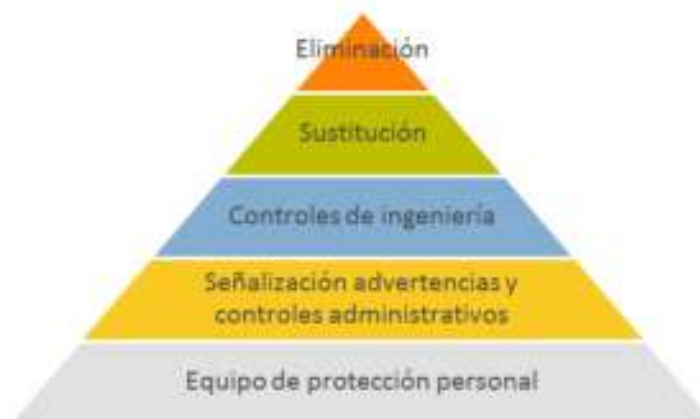 Eliminación
Sustitución
Controles de ingeniería
Señalización advertencias y
controles administrativos
Equipo de protección personal